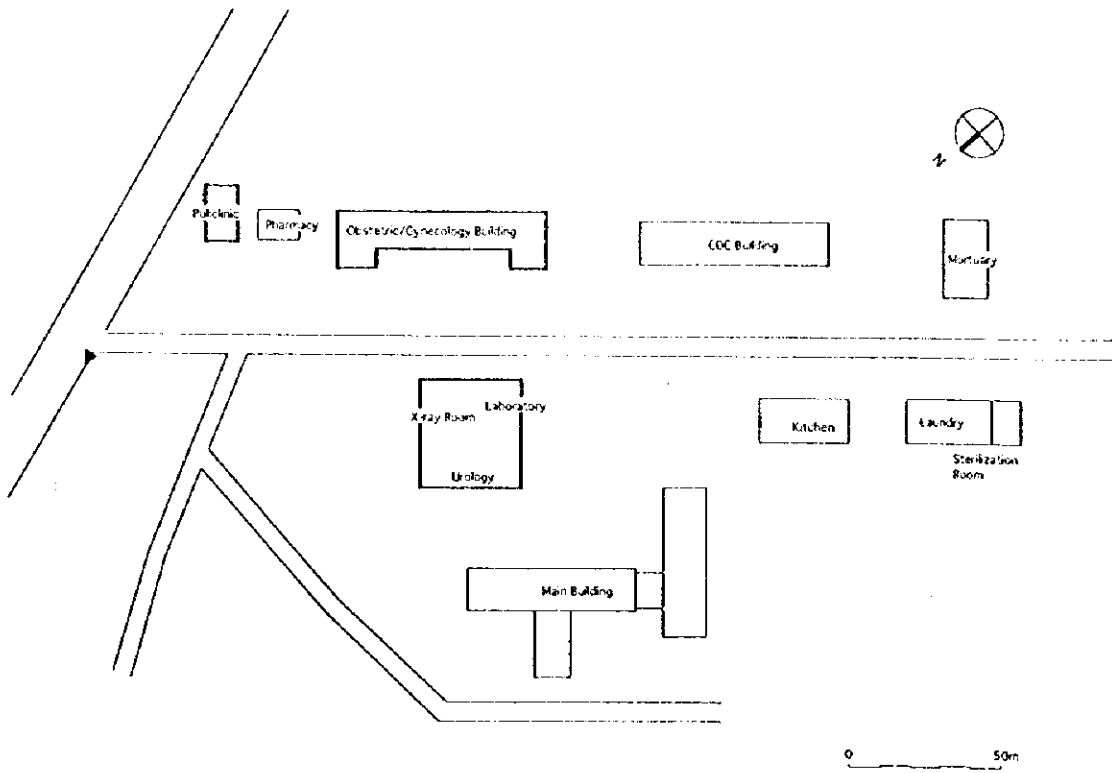 N
Policlinic
Pharmacy
Obstetric/Gynecology Building
CDC Building
Mortuary
X-ray Room
Laboratory
Urology
Kitchen
Laundry
Sterilization
Room
Main Building
0
50m